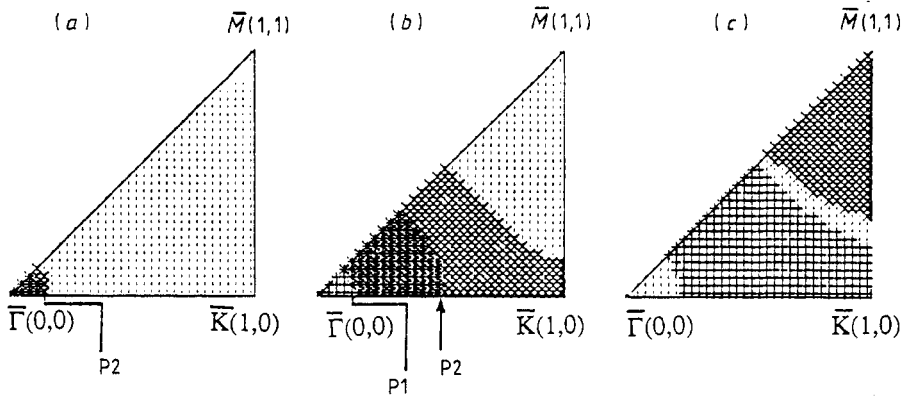 (a) M̅(1,1) (b) M̅(1,1) (c) M̅(1,1)
Γ̅(0,0) K̅(1,0) Γ̅(0,0) K̅(1,0) Γ̅(0,0) K̅(1,0)
P2 P1 P2